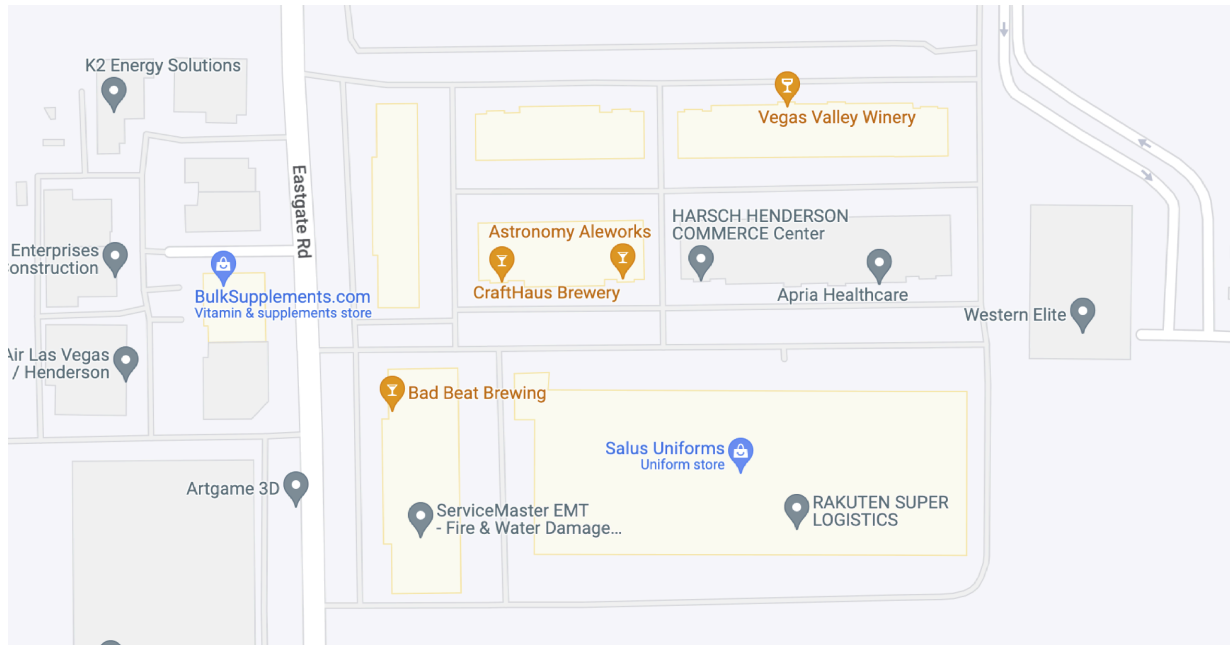 K2 Energy Solutions
Vegas Valley Winery
Eastgate Rd
HARSCH HENDERSON
COMMERCE Center
Astronomy Aleworks
Enterprises
onstruction
BulkSupplements.com
Vitamin & supplements store
CraftHaus Brewery
Apria Healthcare
Western Elite
Air Las Vegas
/ Henderson
Bad Beat Brewing
Salus Uniforms
Uniform store
Artgame 3D
ServiceMaster EMT
- Fire & Water Damage...
RAKUTEN SUPER
LOGISTICS